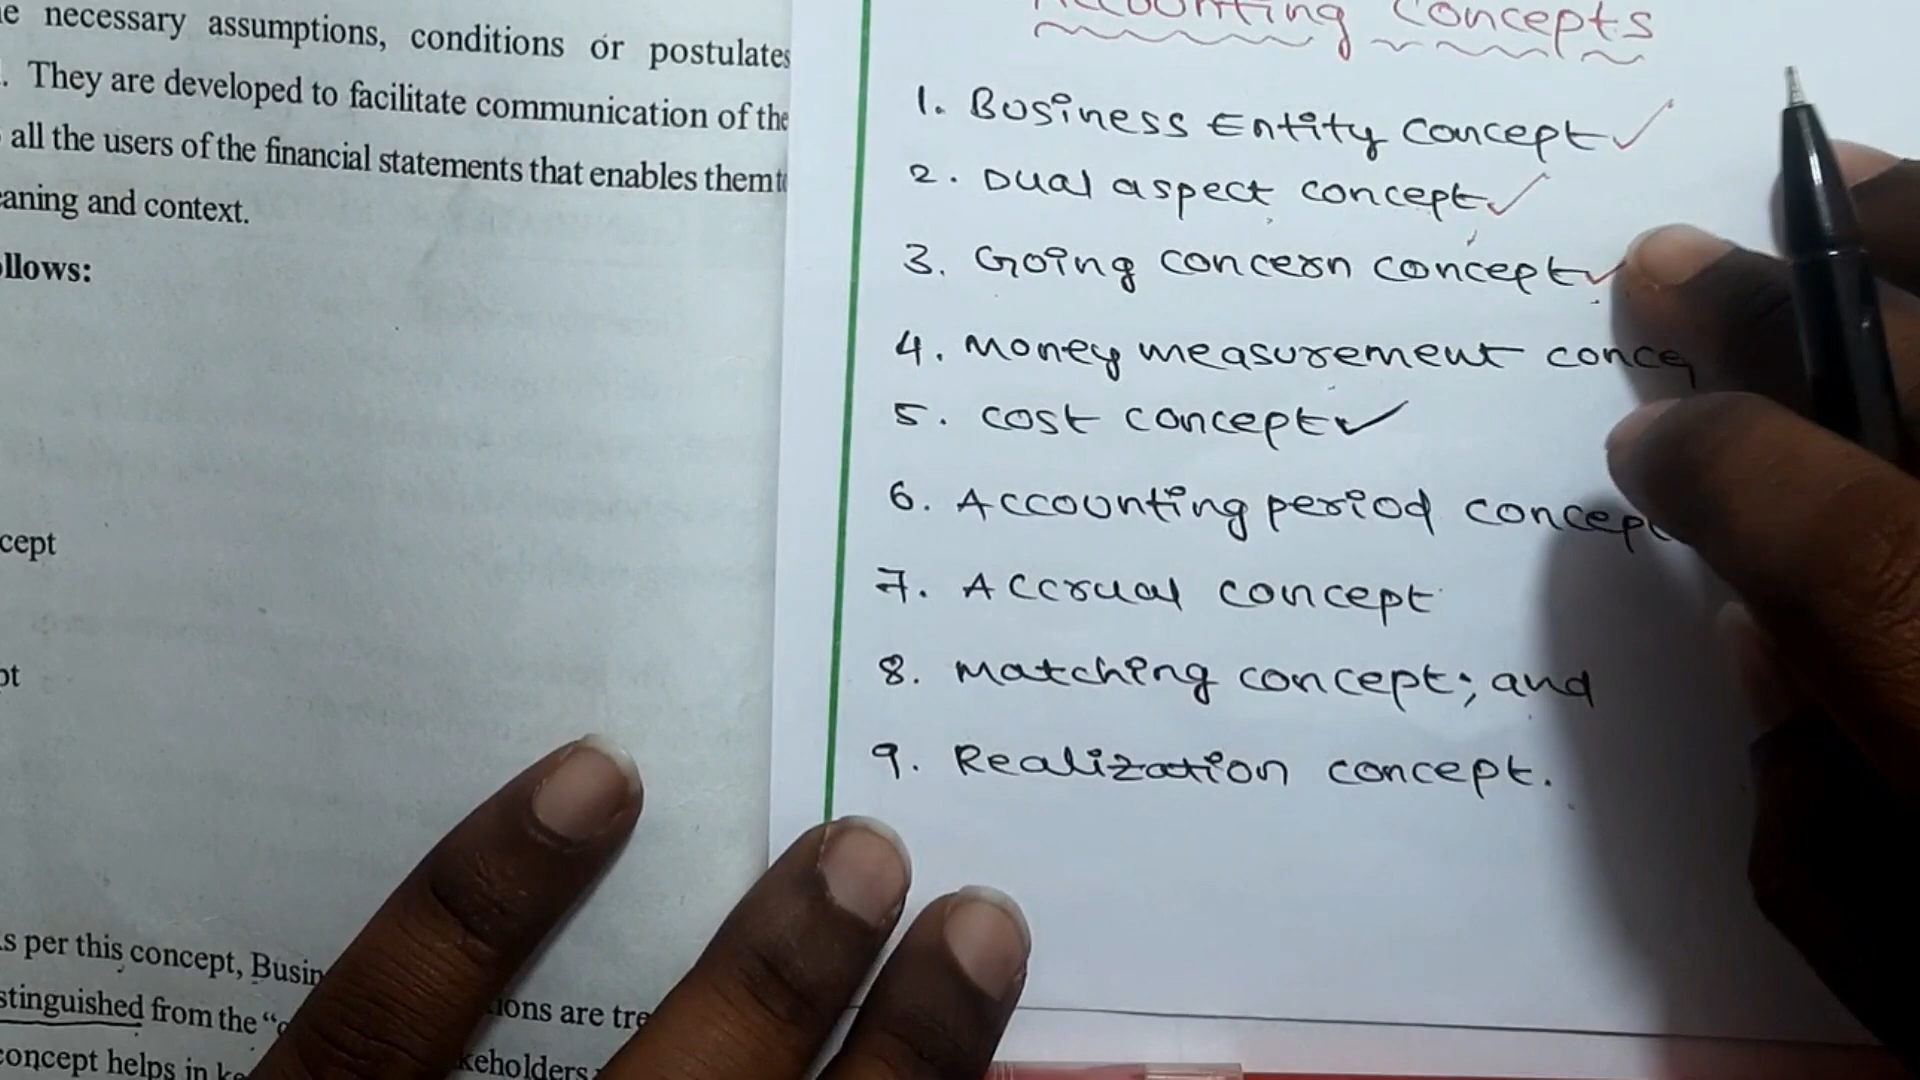 necessary assumptions, conditions or postulates
. They are developed to facilitate communication of the
all the users of the financial statements that enables them
and context.
llows:
cept
pt
s per this concept, Busin
stinguished from the “
ions are tre
concept helps in ke
keholders
Accounting Concepts
1. Business Entity concept ✓
2. Dual aspect concept ✓
3. Going concern concept ✓
4. Money measurement conce
5. cost concept ✓
6. Accounting period concept
7. Accrual concept
8. Matching concept; and
9. Realization concept.